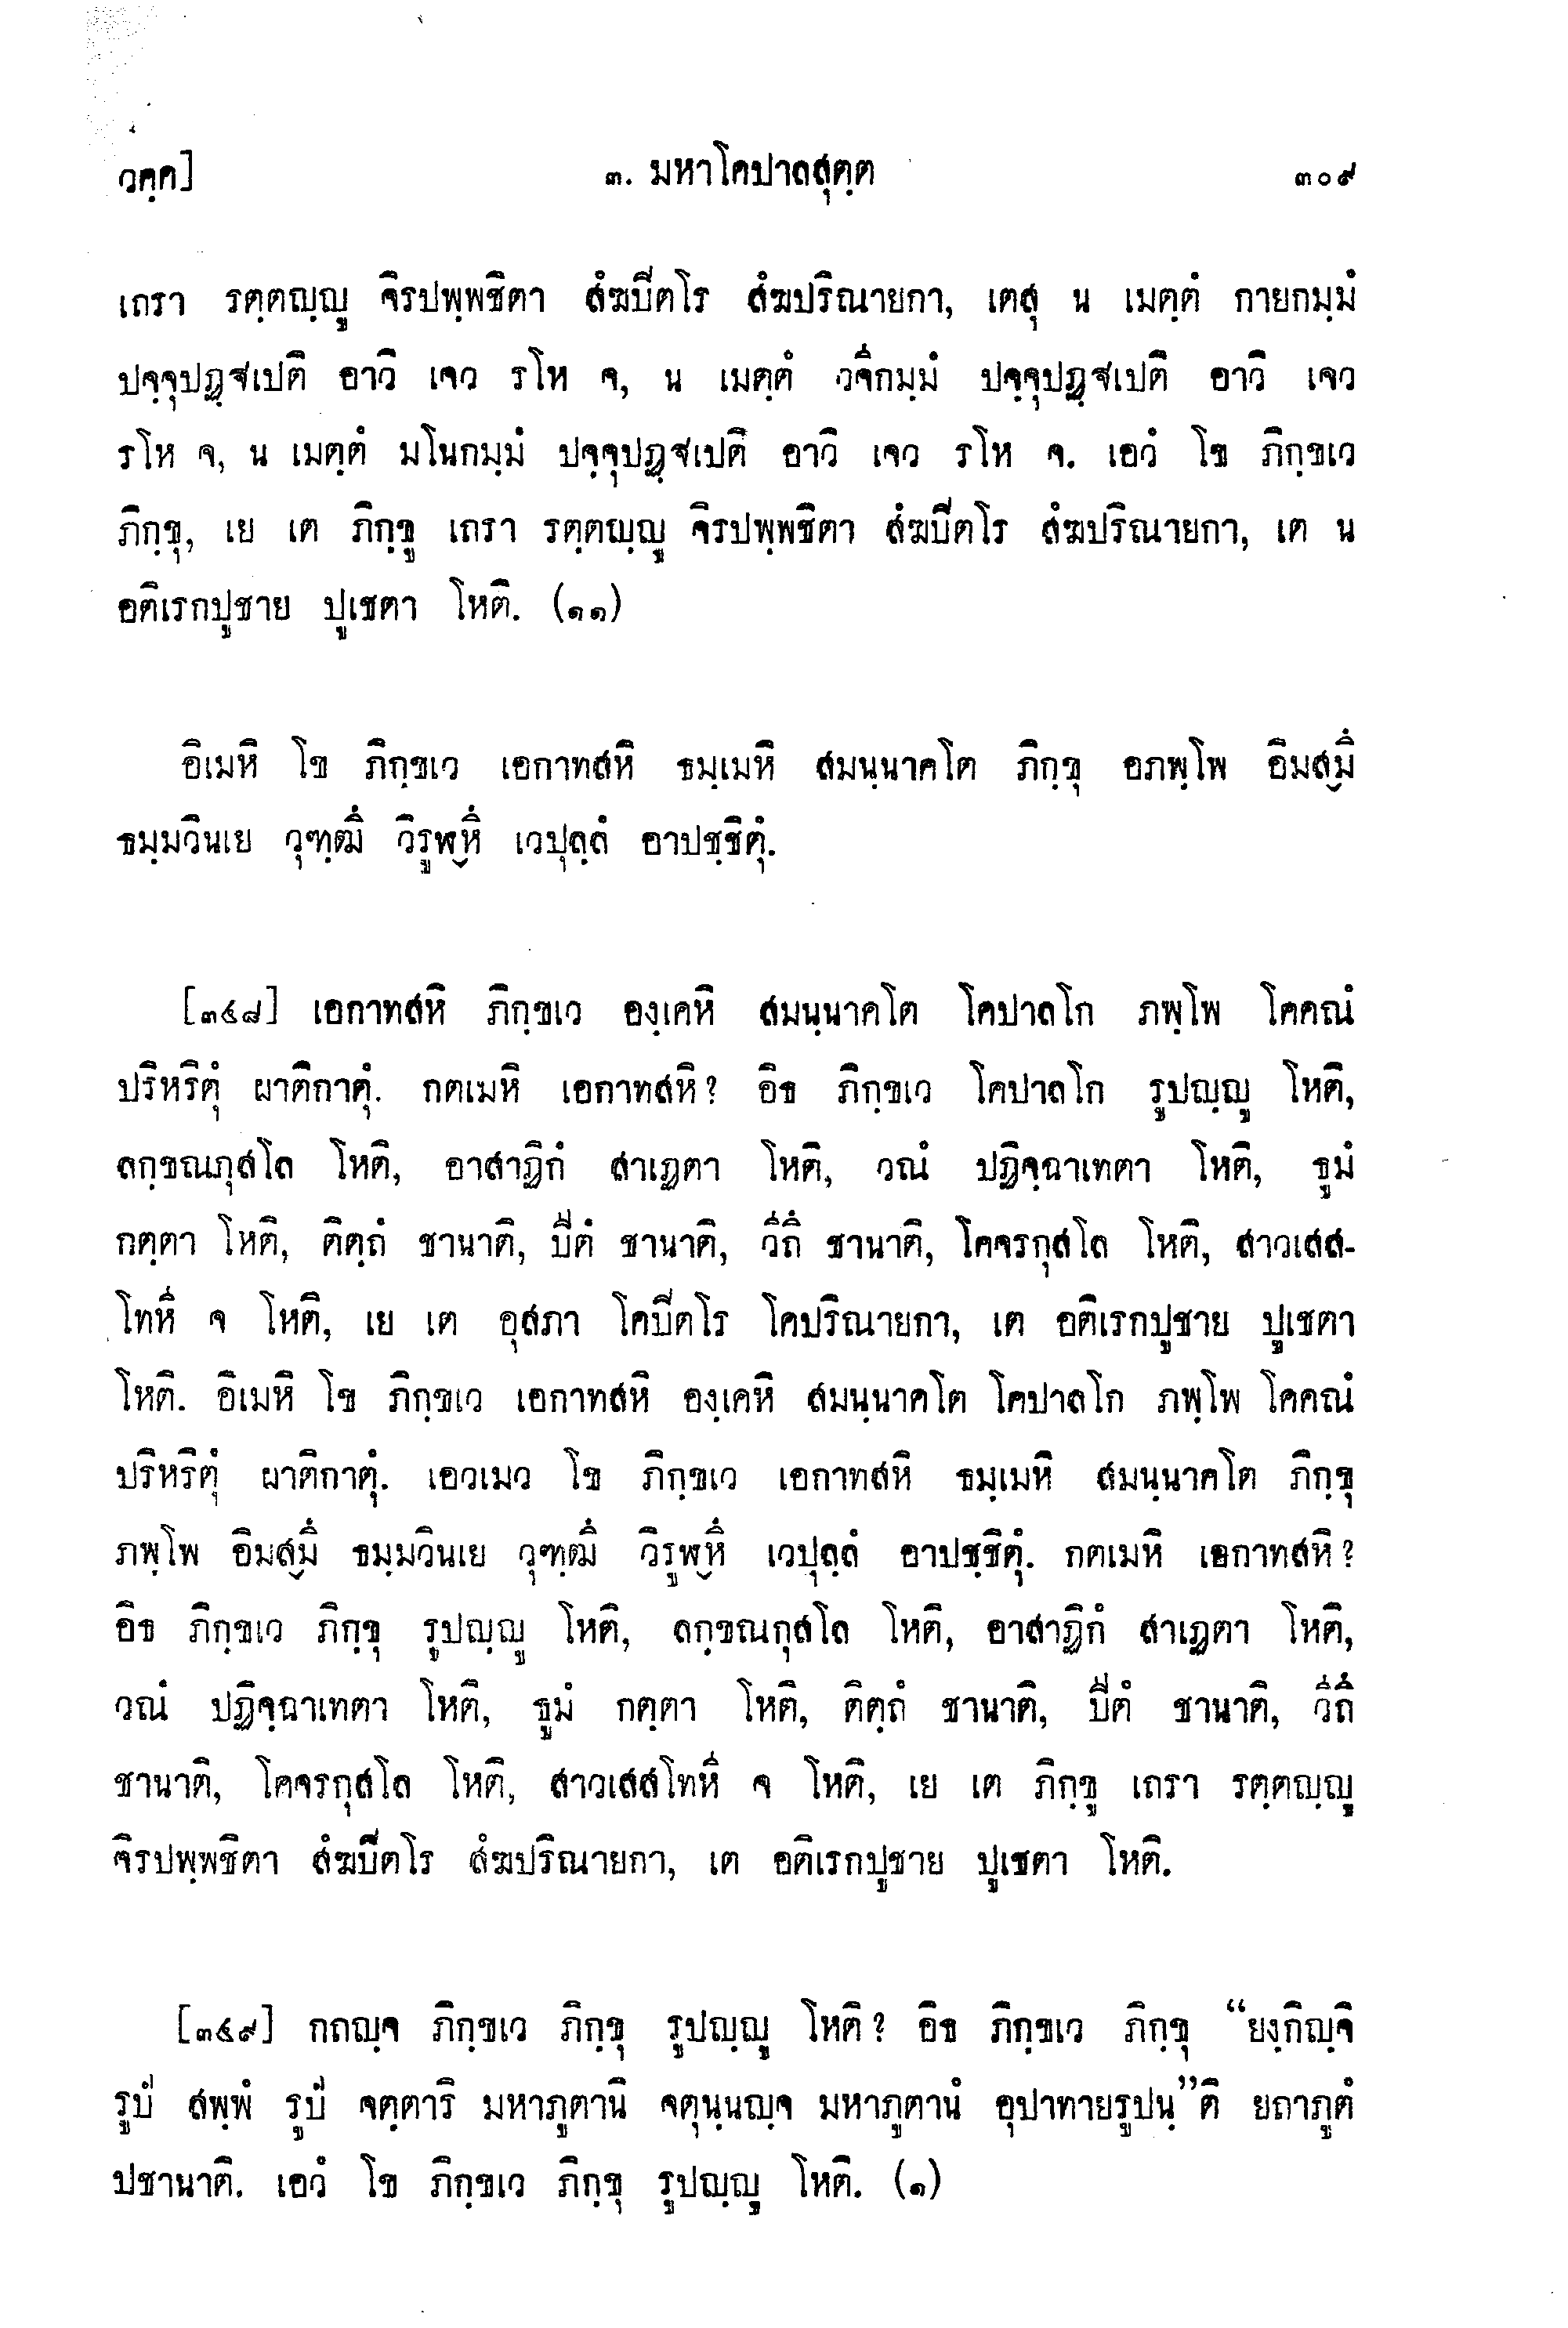 วคฺค]
๓. มหาโคปาลสุตฺต
๓๐๙
เถรา รตฺตญฺญู จิรปพฺพชิตา สํฆปิตโร สํฆปริณายกา, เตสุ น เมตฺตํ กายกมฺมํ
ปจฺจุปฏฺฐเปติ อาวิ เจว รโห จ, น เมตฺตํ วจีกมฺมํ ปจฺจุปฏฺฐเปติ อาวิ เจว
รโห จ, น เมตฺตํ มโนกมฺมํ ปจฺจุปฏฺฐเปติ อาวิ เจว รโห จ. เอวํ โข ภิกฺขเว
ภิกฺขุ, เย เต ภิกฺขู เถรา รตฺตญฺญู จิรปพฺพชิตา สํฆปิตโร สํฆปริณายกา, เต น
อติเรกปูชาย ปูเชตา โหติ. (๑๑)
อิเมหิ โข ภิกฺขเว เอกาทสหิ ธมฺเมหิ สมนฺนาคโต ภิกฺขุ อภพฺโพ อิมสฺมึ
ธมฺมวินเย วุฑฺฒึ วิรูฬฺหึ เวปุลฺลํ อาปชฺชิตุํ.
[๓๔๘] เอกาทสหิ ภิกฺขเว องฺเคหิ สมนฺนาคโต โคปาลโก ภพฺโพ โคคณํ
ปริหริตุํ ผาติกาตุํ. กตเมหิ เอกาทสหิ? อิธ ภิกฺขเว โคปาลโก รูปญฺญู โหติ,
ลกฺขณกุสโล โหติ, อาสาฏิกํ สาเฏตา โหติ, วณํ ปฏิจฺฉาเทตา โหติ, ธูมํ
กตฺตา โหติ, ติตฺถํ ชานาติ, ปีตํ ชานาติ, วีถึ ชานาติ, โคจรกุสโล โหติ, สาวเสส-
โทหี จ โหติ, เย เต อุสภา โคปิตโร โคปริณายกา, เต อติเรกปูชาย ปูเชตา
โหติ. อิเมหิ โข ภิกฺขเว เอกาทสหิ องฺเคหิ สมนฺนาคโต โคปาลโก ภพฺโพ โคคณํ
ปริหริตุํ ผาติกาตุํ. เอวเมว โข ภิกฺขเว เอกาทสหิ ธมฺเมหิ สมนฺนาคโต ภิกฺขุ
ภพฺโพ อิมสฺมึ ธมฺมวินเย วุฑฺฒึ วิรูฬฺหึ เวปุลฺลํ อาปชฺชิตุํ. กตเมหิ เอกาทสหิ?
อิธ ภิกฺขเว ภิกฺขุ รูปญฺญู โหติ, ลกฺขณกุสโล โหติ, อาสาฏิกํ สาเฏตา โหติ,
วณํ ปฏิจฺฉาเทตา โหติ, ธูมํ กตฺตา โหติ, ติตฺถํ ชานาติ, ปีตํ ชานาติ, วีถึ
ชานาติ, โคจรกุสโล โหติ, สาวเสสโทหี จ โหติ, เย เต ภิกฺขู เถรา รตฺตญฺญู
จิรปพฺพชิตา สํฆปิตโร สํฆปริณายกา, เต อติเรกปูชาย ปูเชตา โหติ.
[๓๔๙] กถญฺจ ภิกฺขเว ภิกฺขุ รูปญฺญู โหติ? อิธ ภิกฺขเว ภิกฺขุ “ยงฺกิญฺจิ
รูปํ สพฺพํ รูปํ จตฺตาริ มหาภูตานิ จตุนฺนญฺจ มหาภูตานํ อุปาทายรูปนฺ”ติ ยถาภูตํ
ปชานาติ. เอวํ โข ภิกฺขเว ภิกฺขุ รูปญฺญู โหติ. (๑)